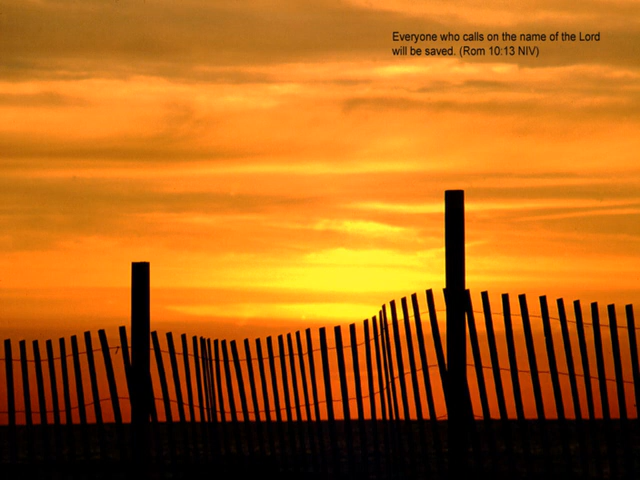 Everyone who calls on the name of the Lord
will be saved. (Rom 10:13 NIV)